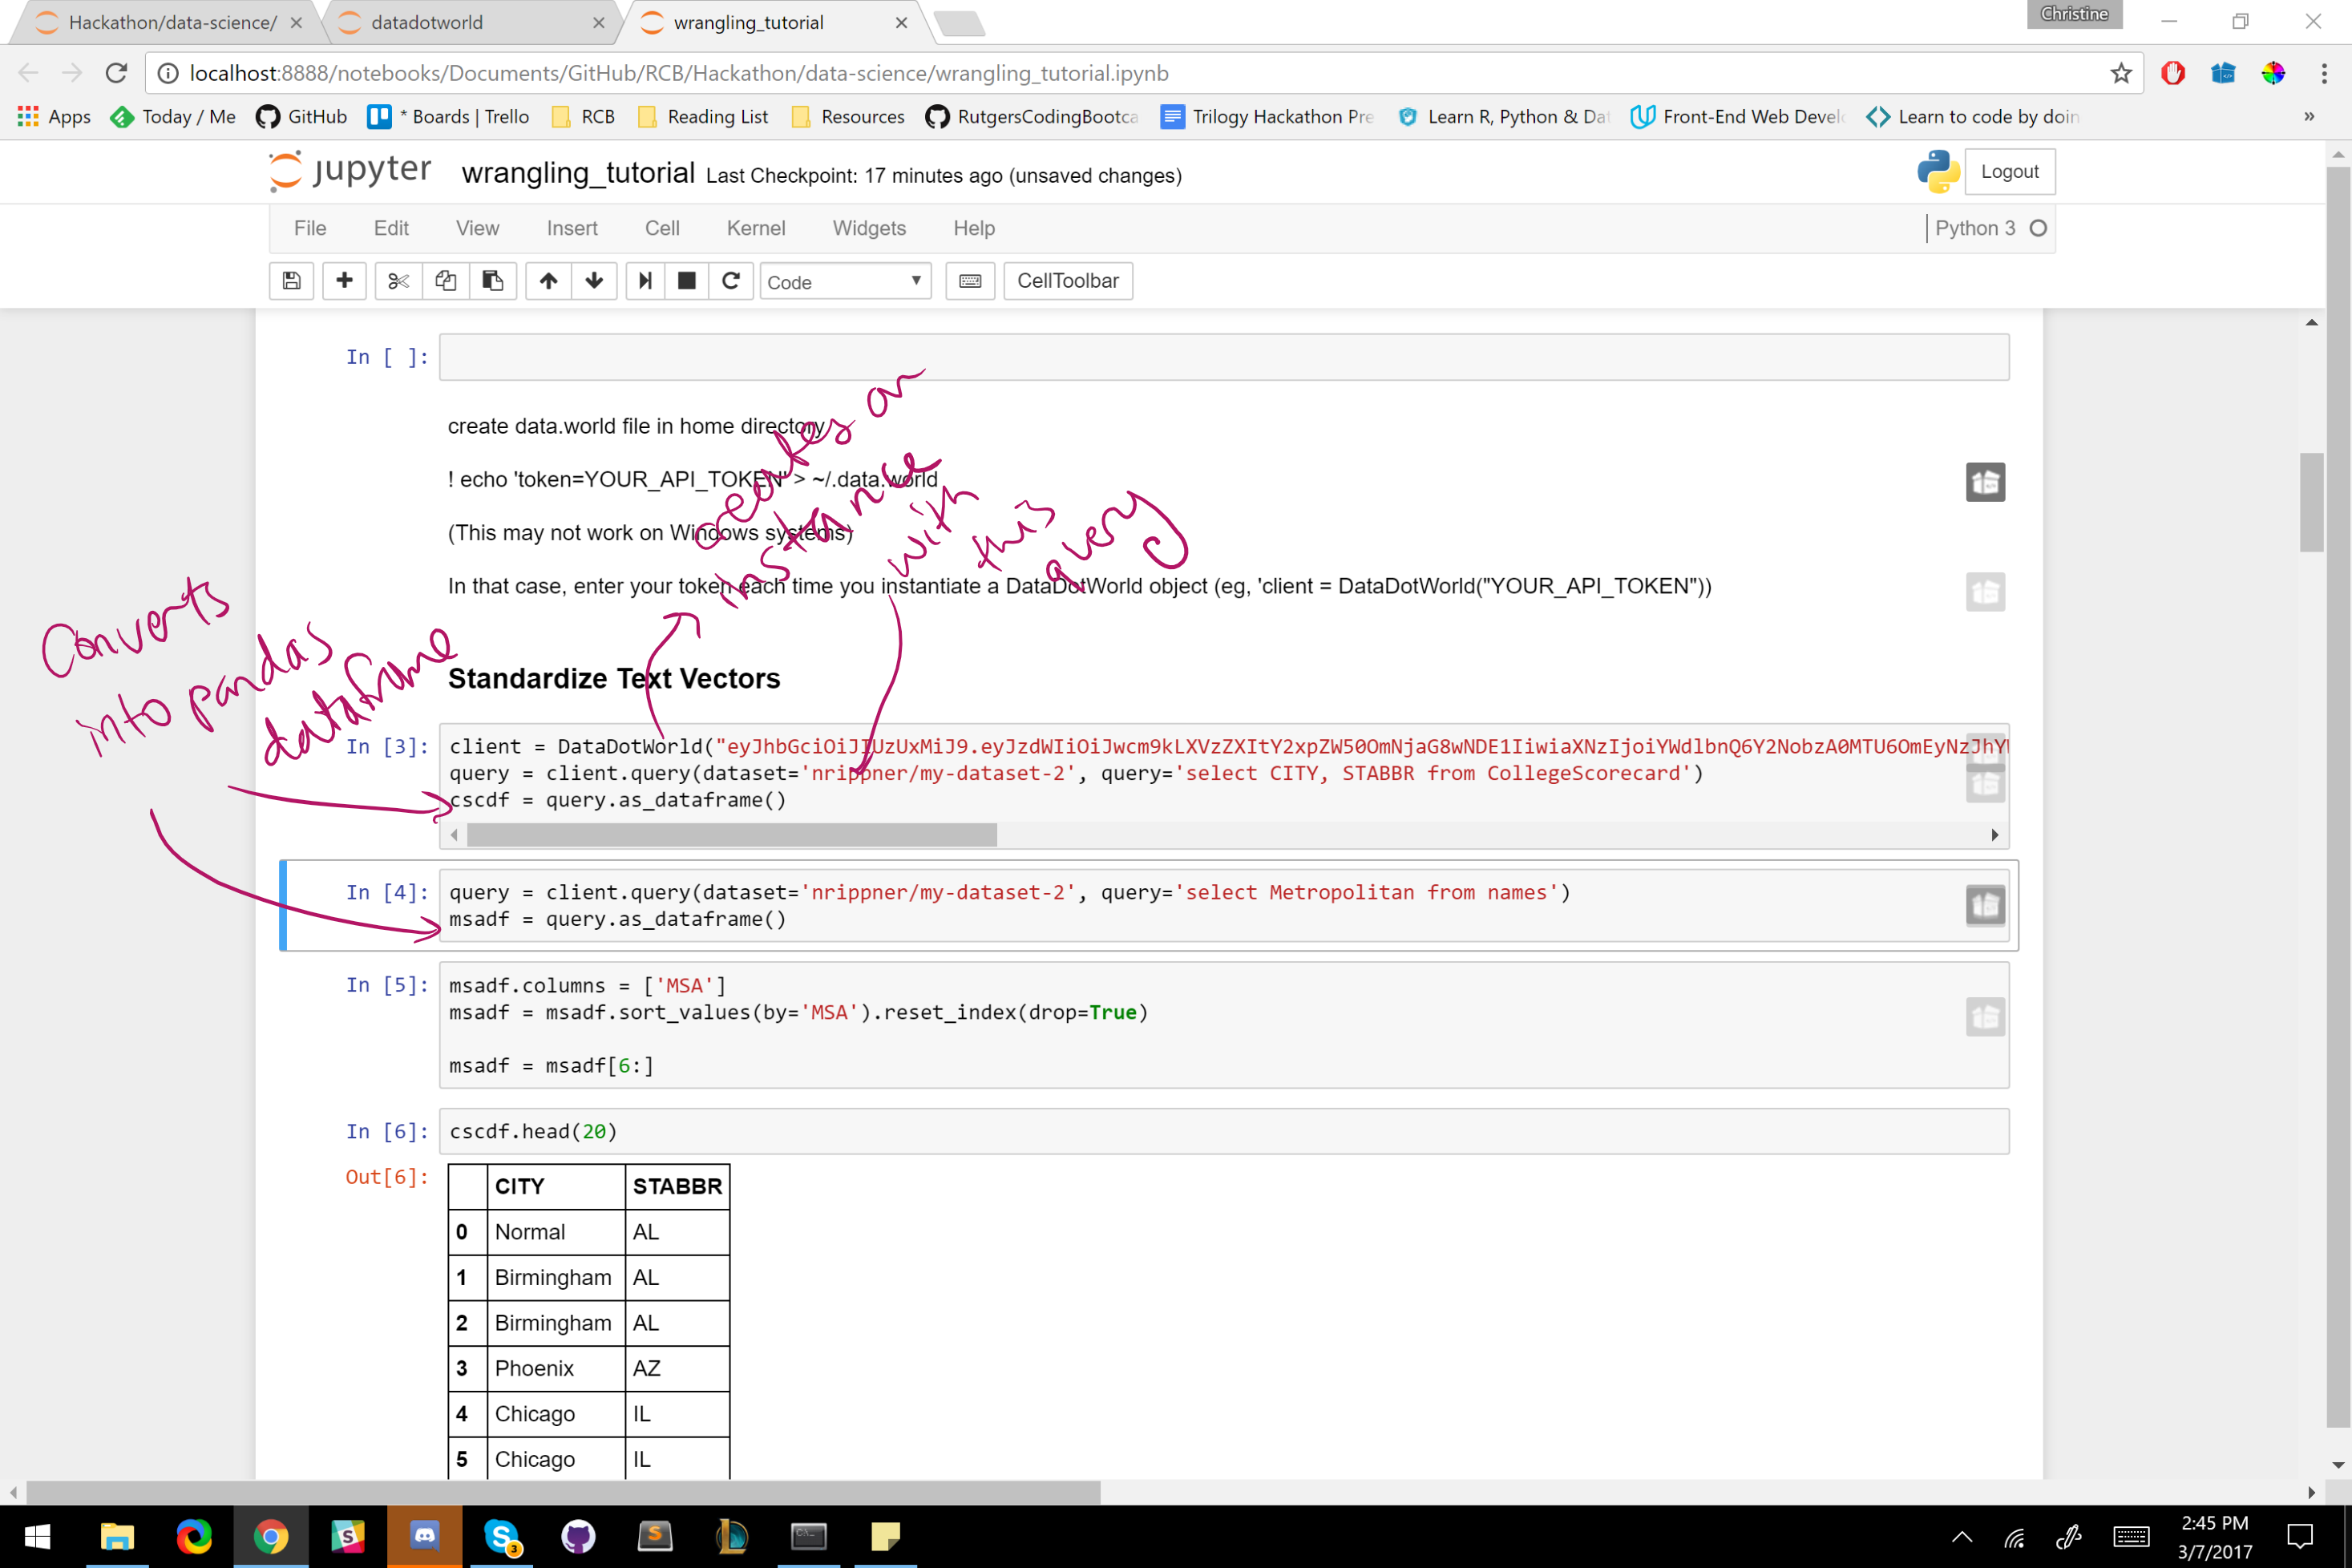 Hackathon/data-science/
datadotworld
wrangling_tutorial
Christine
localhost:8888/notebooks/Documents/GitHub/RCB/Hackathon/data-science/wrangling_tutorial.ipynb
Apps Today / Me GitHub * Boards | Trello RCB Reading List Resources RutgersCodingBootca Trilogy Hackathon Pre Learn R, Python & Dat Front-End Web Develo Learn to code by doin »
jupyter wrangling_tutorial Last Checkpoint: 17 minutes ago (unsaved changes) Logout
File Edit View Insert Cell Kernel Widgets Help Python 3
Code CellToolbar
In [ ]:
create data.world file in home directory
! echo 'token=YOUR_API_TOKEN' > ~/.data.world
(This may not work on Windows systems)
In that case, enter your token each time you instantiate a DataDotWorld object (eg, 'client = DataDotWorld("YOUR_API_TOKEN"))
creates an
instance
with
this
query
Converts
into pandas
dataframe
Standardize Text Vectors
In [3]: client = DataDotWorld("
query = client.query(dataset='nrippner/my-dataset-2', query='select CITY, STABBR from CollegeScorecard')
cscdf = query.as_dataframe()
In [4]: query = client.query(dataset='nrippner/my-dataset-2', query='select Metropolitan from names')
msadf = query.as_dataframe()
In [5]: msadf.columns = ['MSA']
msadf = msadf.sort_values(by='MSA').reset_index(drop=True)
msadf = msadf[6:]
In [6]: cscdf.head(20)
Out[6]:
CITY STABBR
0 Normal AL
1 Birmingham AL
2 Birmingham AL
3 Phoenix AZ
4 Chicago IL
5 Chicago IL
3
2:45 PM
3/7/2017